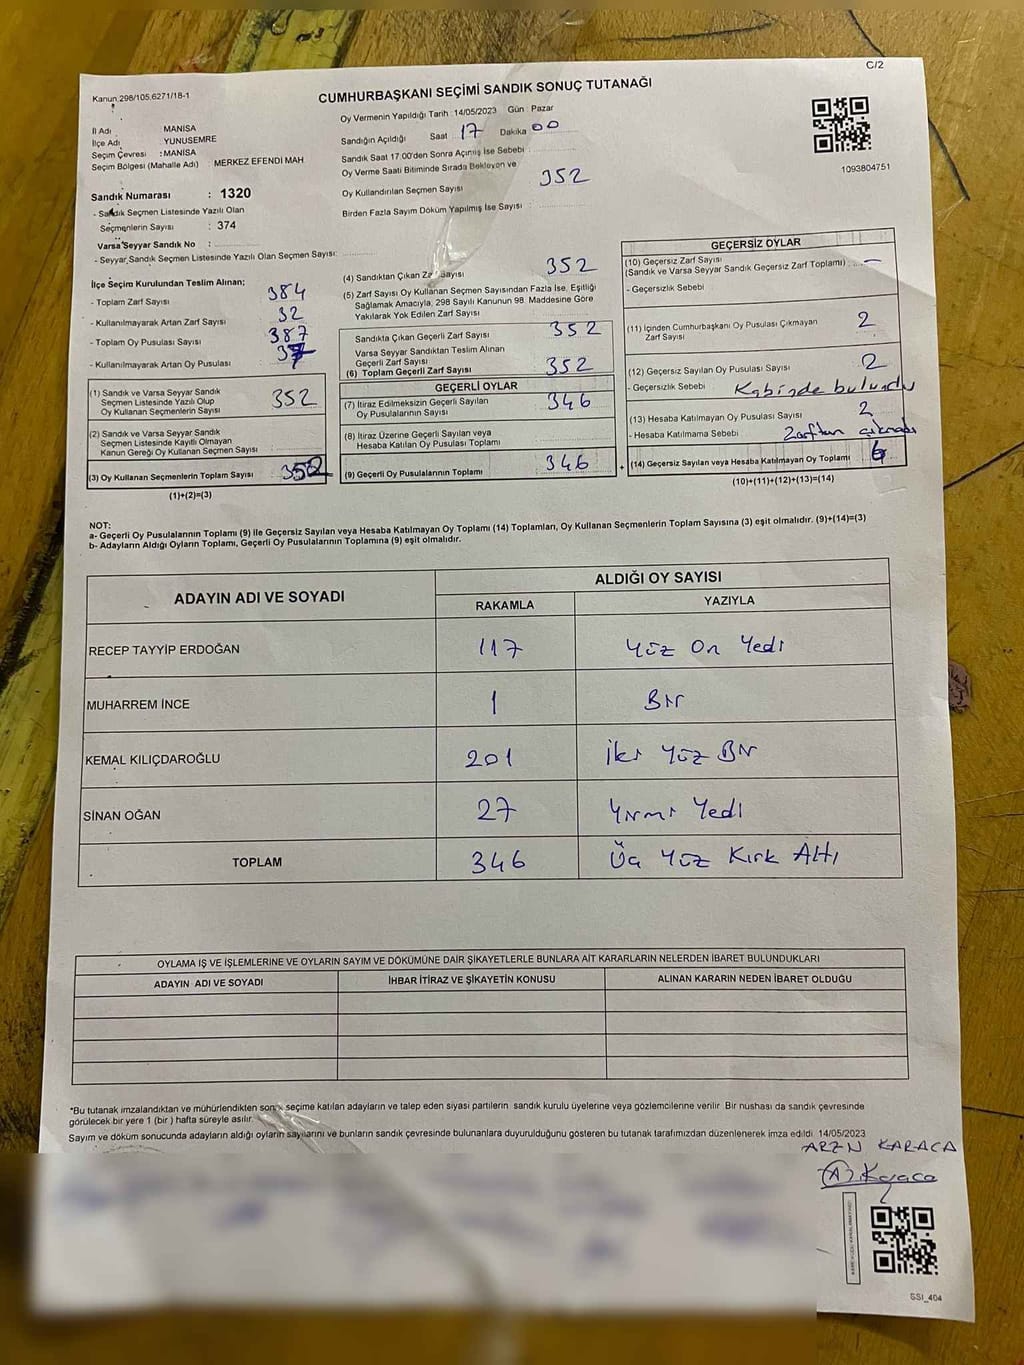 C/2
Kanun 298/105,6271/18-1
CUMHURBAŞKANI SEÇİMİ SANDIK SONUÇ TUTANAĞI
İl Adı MANİSA
İlçe Adı YUNUSEMRE
Seçim Çevresi : MANİSA
Seçim Bölgesi (Mahalle Adı) : MERKEZ EFENDİ MAH
Sandık Numarası : 1320
- Sandık Seçmen Listesinde Yazılı Olan
Seçmenlerin Sayısı : 374
Varsa Seyyar Sandık No :
- Seyyar Sandık Listesinde Yazılı Olan Seçmen Sayısı:
Oy Vermenin Yapıldığı Tarih : 14/05/2023 Gün : Pazar
Sandığın Açıldığı Saat 17 Dakika 00
Sandık Saat 17:00'den Sonra Açılmış İse Sebebi :
Oy Verme Saati Bitiminde Sırada Bekleyen ve
Oy Kullandırılan Seçmen Sayısı 352
Birden Fazla Sayım Döküm Yapılmış İse Sayısı :
1093804751
İlçe Seçim Kurulundan Teslim Alınan;
- Toplam Zarf Sayısı 384
- Kullanılmayarak Artan Zarf Sayısı 32
- Toplam Oy Pusulası Sayısı 387
- Kullanılmayarak Artan Oy Pusulası
(1) Sandık ve Varsa Seyyar Sandık
Seçmen Listesinde Yazılı Olup
Oy Kullanan Seçmenlerin Sayısı 352
(2) Sandık ve Varsa Seyyar Sandık
Seçmen Listesinde Kayıtlı Olmayan
Kanun Gereği Oy Kullanan Seçmen Sayısı
(3) Oy Kullanan Seçmenlerin Toplam Sayısı 352
(1)+(2)=(3)
(4) Sandıktan Çıkan Zarf Sayısı 352
(5) Zarf Sayısı Oy Kullanan Seçmen Sayısından Fazla İse, Eşitliği
Sağlamak Amacıyla, 298 Sayılı Kanunun 98. Maddesine Göre
Yakılarak Yok Edilen Zarf Sayısı
Sandıkta Çıkan Geçerli Zarf Sayısı 352
Varsa Seyyar Sandıktan Teslim Alınan
Geçerli Zarf Sayısı
(6) Toplam Geçerli Zarf Sayısı 352
GEÇERLİ OYLAR
(7) İtiraz Edilmeksizin Geçerli Sayılan
Oy Pusulalarının Sayısı 346
(8) İtiraz Üzerine Geçerli Sayılan veya
Hesaba Katılan Oy Pusulası Toplamı
(9) Geçerli Oy Pusulalarının Toplamı 346
GEÇERSİZ OYLAR
(10) Geçersiz Zarf Sayısı
(Sandık ve Varsa Seyyar Sandık Geçersiz Zarf Toplamı) : —
- Geçersizlik Sebebi
(11) İçinden Cumhurbaşkanı Oy Pusulası Çıkmayan
Zarf Sayısı 2
(12) Geçersiz Sayılan Oy Pusulası Sayısı 2
- Geçersizlik Sebebi Kabinde bulundu
(13) Hesaba Katılmayan Oy Pusulası Sayısı 2
- Hesaba Katılmama Sebebi Zarftan çıkmadı
+ (14) Geçersiz Sayılan veya Hesaba Katılmayan Oy Toplamı 6
(10)+(11)+(12)+(13)=(14)
NOT:
a- Geçerli Oy Pusulalarının Toplamı (9) ile Geçersiz Sayılan veya Hesaba Katılmayan Oy Toplamı (14) Toplamları, Oy Kullanan Seçmenlerin Toplam Sayısına (3) eşit olmalıdır. (9)+(14)=(3)
b- Adayların Aldığı Oyların Toplamı, Geçerli Oy Pusulalarının Toplamına (9) eşit olmalıdır.
ADAYIN ADI VE SOYADI ALDIĞI OY SAYISI
RAKAMLA YAZIYLA
RECEP TAYYİP ERDOĞAN 117 Yüz On Yedi
MUHARREM İNCE 1 Bir
KEMAL KILIÇDAROĞLU 201 İki Yüz Bir
SİNAN OĞAN 27 Yirmi Yedi
TOPLAM 346 Üç Yüz Kırk Altı
OYLAMA İŞ VE İŞLEMLERİNE VE OYLARIN SAYIM VE DÖKÜMÜNE DAİR ŞİKAYETLERLE BUNLARA AİT KARARLARIN NELERDEN İBARET BULUNDUKLARI
ADAYIN ADI VE SOYADI İHBAR İTİRAZ VE ŞİKAYETİN KONUSU ALINAN KARARIN NEDEN İBARET OLDUĞU
*Bu tutanak imzalandıktan ve mühürlendikten sonra, seçime katılan adayların ve talep eden siyasi partilerin sandık kurulu üyelerine veya gözlemcilerine verilir Bir nushası da sandık çevresinde
görülecek bir yere 1 (bir ) hafta süreyle asılır.
Sayım ve döküm sonucunda adayların aldığı oyların sayılarını ve bunların sandık çevresinde bulunanlara duyurulduğunu gösteren bu tutanak tarafımızdan düzenlenerek imza edildi 14/05/2023
ARZN KARACA
SSI_404